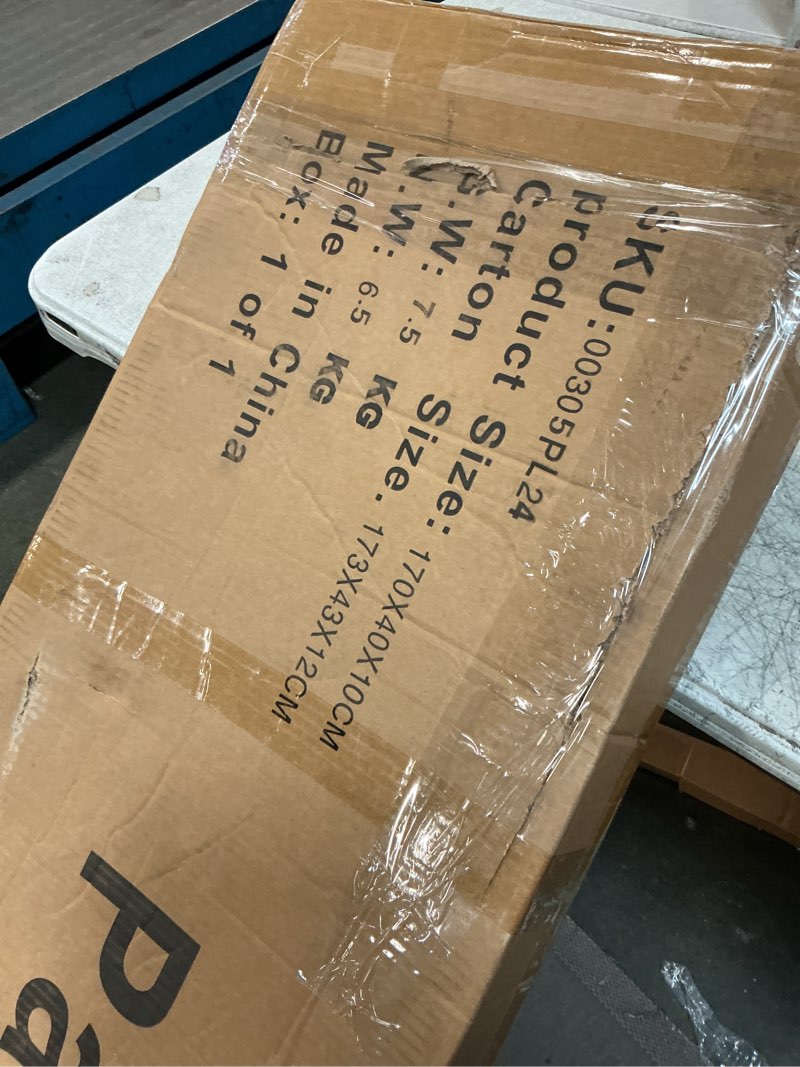 SKU:00305PL24
product Size: 170X40X10CM
Carton Size. 173X43X12CM
.W: 7.5 KG
.W: 6.5 KG
Made in China
Box: 1 of 1
Pa